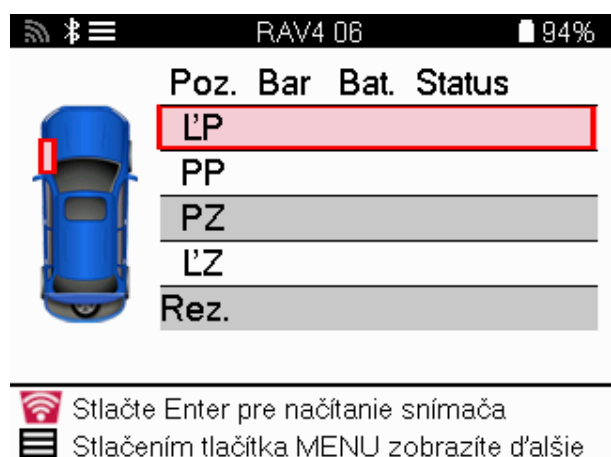 RAV4 06 94%
Poz. Bar Bat. Status
ĽP
PP
PZ
ĽZ
Rez.
Stlačte Enter pre načítanie snímača
Stlačením tlačítka MENU zobrazíte ďalšie